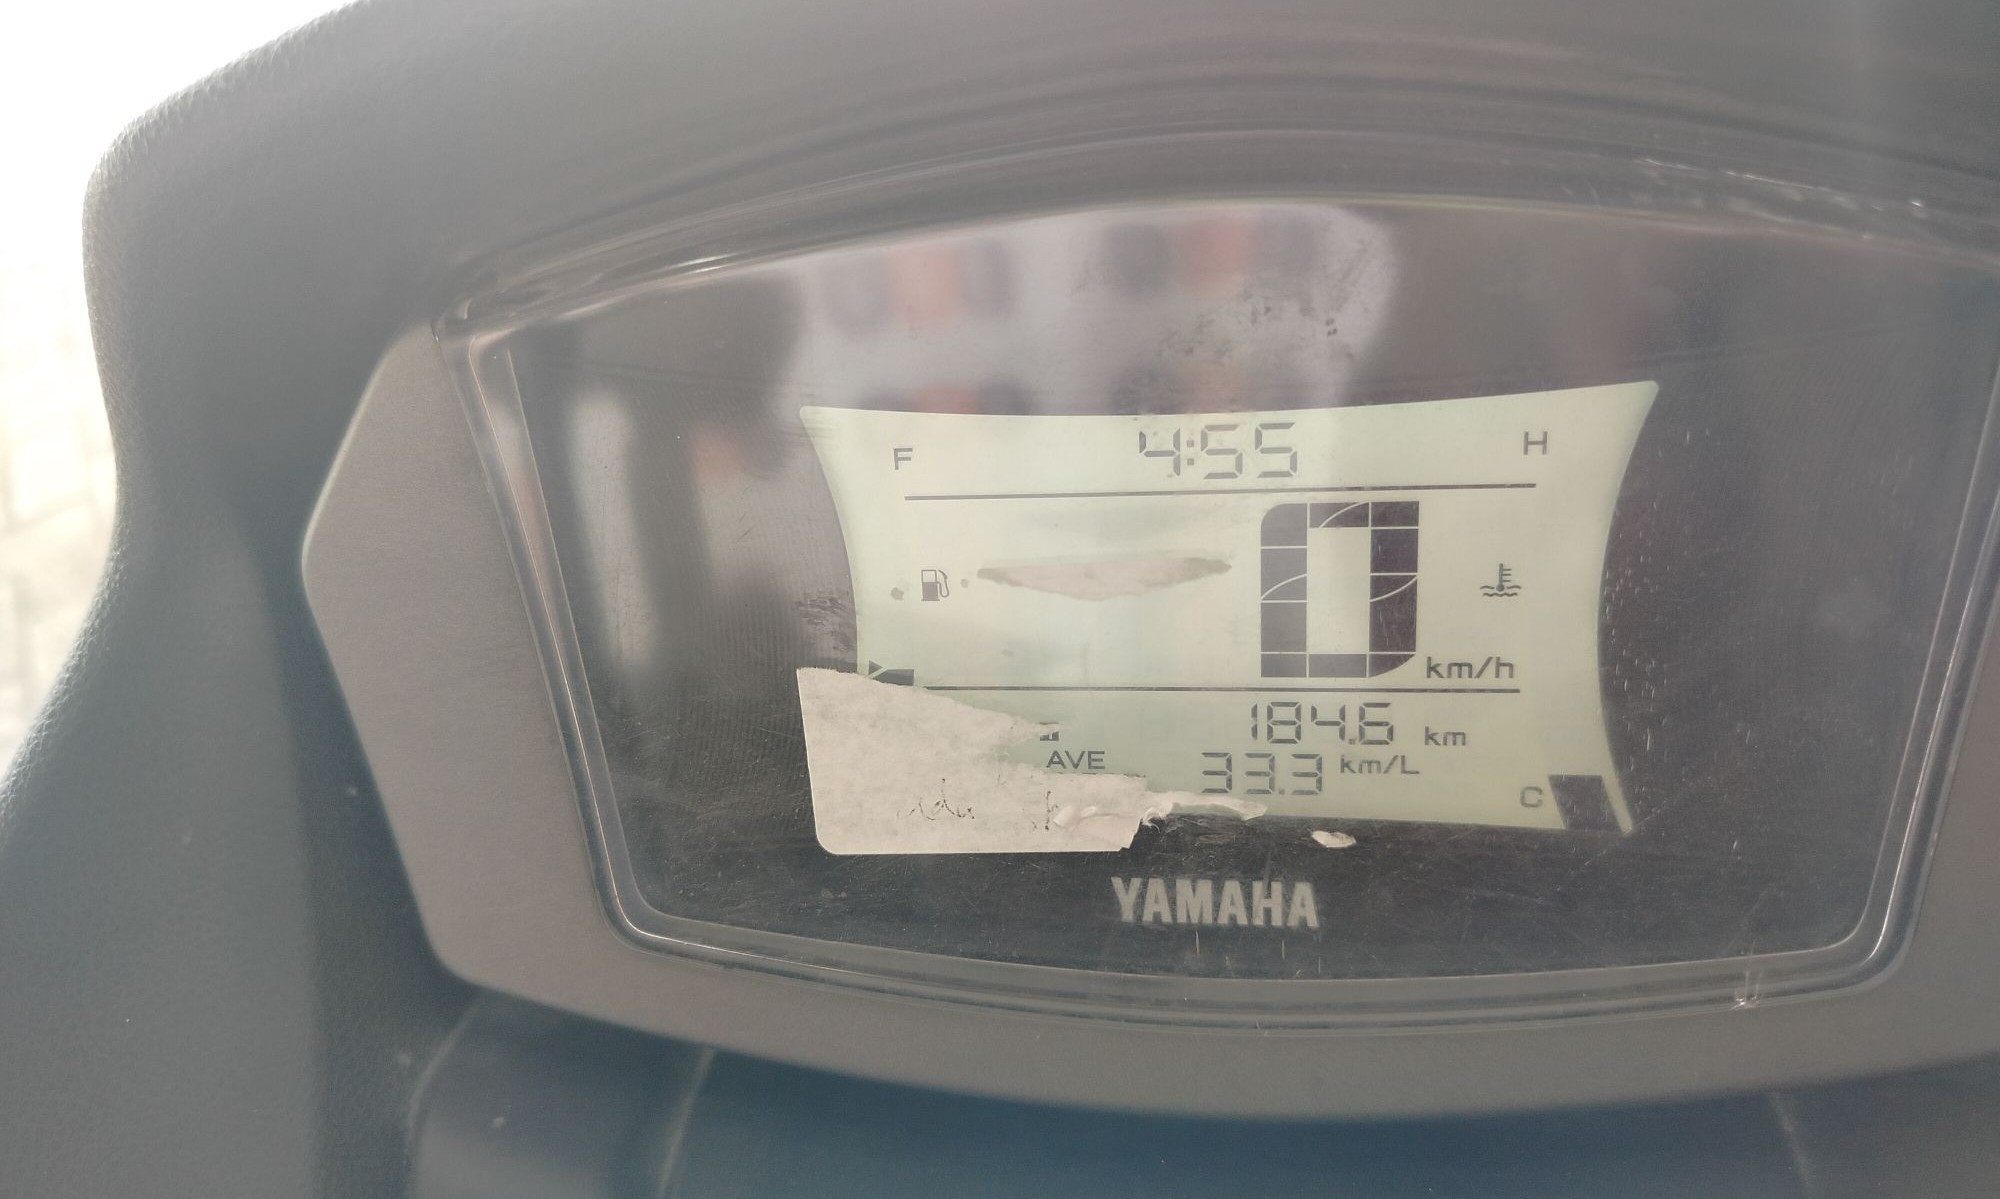 F 4:55 H
0 km/h
184.6 km
AVE 33.3 km/L
C
YAMAHA